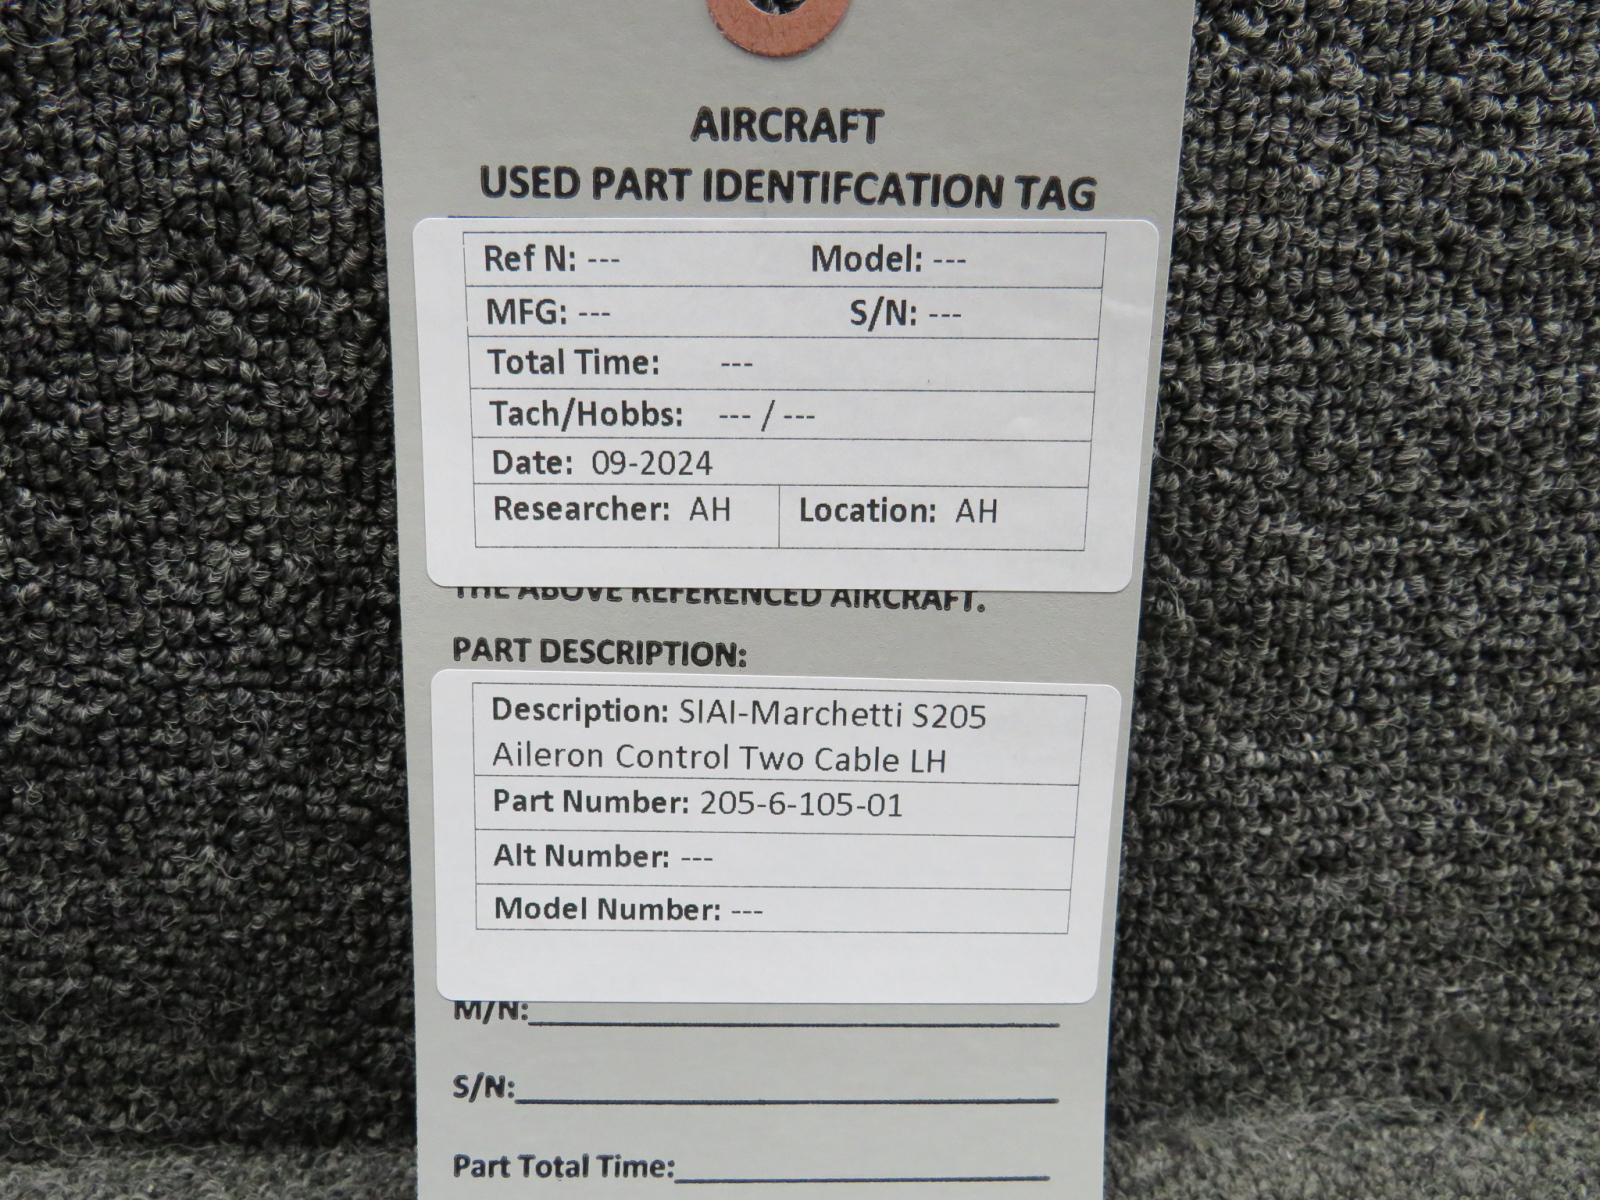 AIRCRAFT
USED PART IDENTIFCATION TAG
Ref N: --- Model: ---
MFG: --- S/N: ---
Total Time: ---
Tach/Hobbs: --- / ---
Date: 09-2024
Researcher: AH Location: AH
THE ABOVE REFERENCED AIRCRAFT.
PART DESCRIPTION:
Description: SIAI-Marchetti S205
Aileron Control Two Cable LH
Part Number: 205-6-105-01
Alt Number: ---
Model Number: ---
M/N:
S/N:
Part Total Time: